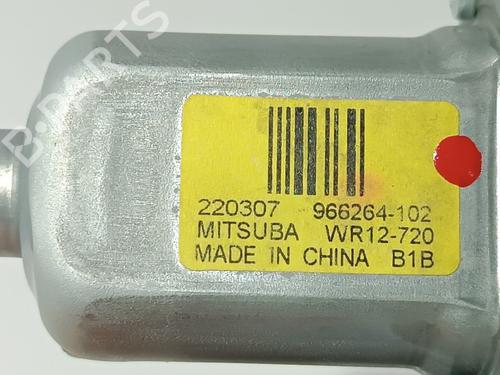 B-PARTS
220307 966264-102
MITSUBA WR12-720
MADE IN CHINA B1B